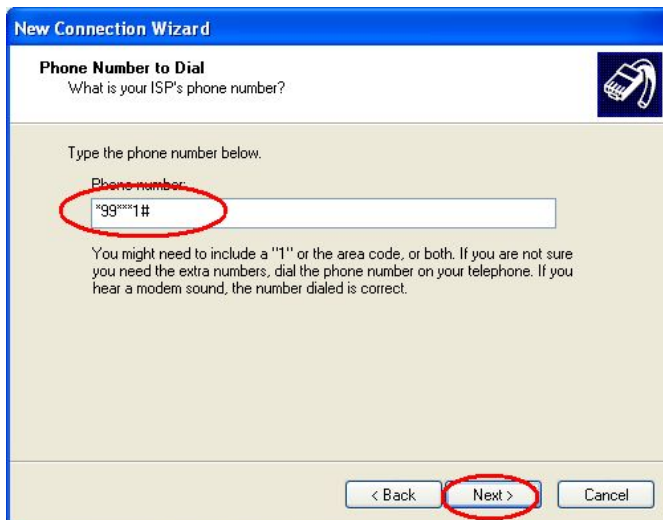 New Connection Wizard
Phone Number to Dial
What is your ISP's phone number?
Type the phone number below.
Phone number:
*99***1#
You might need to include a "1" or the area code, or both. If you are not sure
you need the extra numbers, dial the phone number on your telephone. If you
hear a modem sound, the number dialed is correct.
< Back Next > Cancel